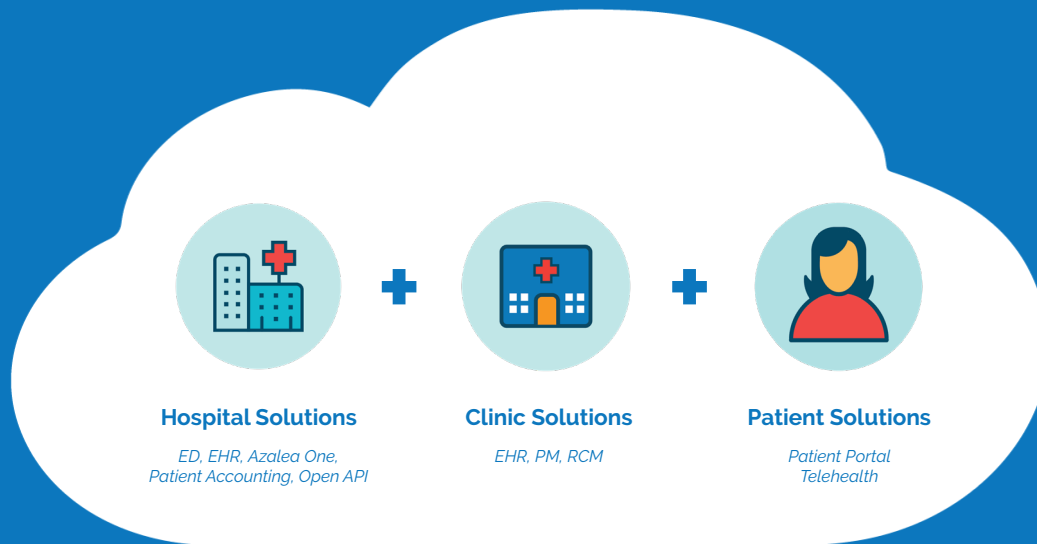 Hospital Solutions
ED, EHR, Azalea One,
Patient Accounting, Open API
Clinic Solutions
EHR, PM, RCM
Patient Solutions
Patient Portal
Telehealth